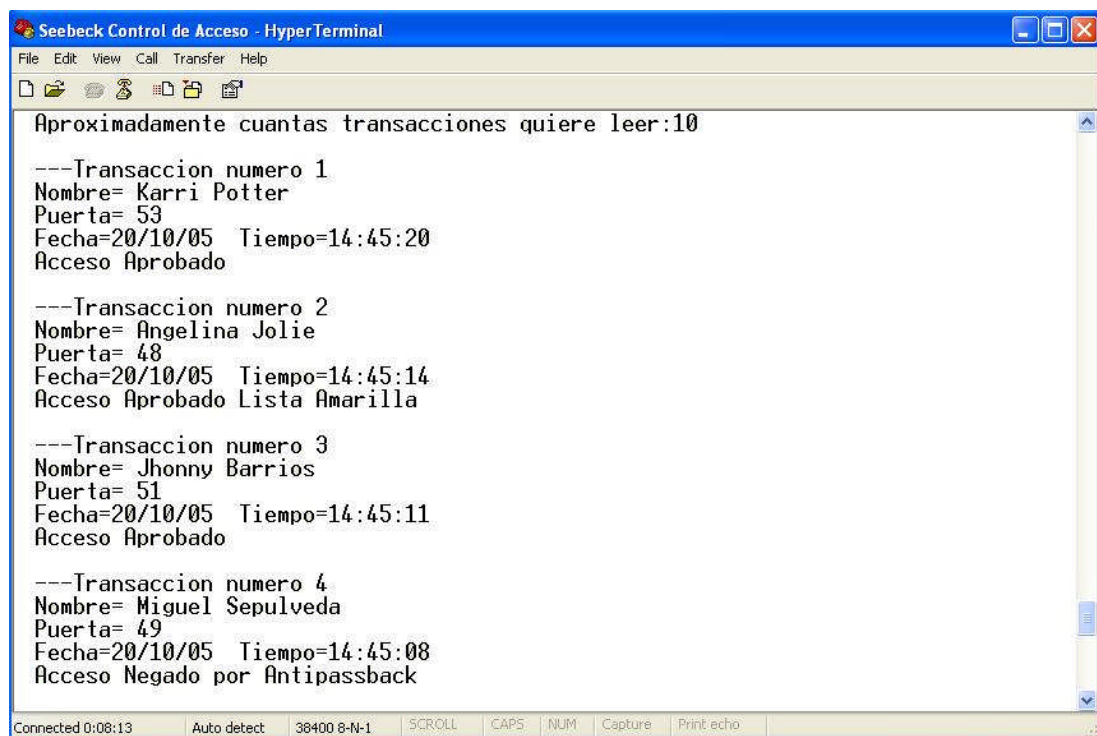 Seebeck Control de Acceso - HyperTerminal
File Edit View Call Transfer Help
Aproximadamente cuantas transacciones quiere leer:10
---Transaccion numero 1
Nombre= Karri Potter
Puerta= 53
Fecha=20/10/05 Tiempo=14:45:20
Acceso Aprobado
---Transaccion numero 2
Nombre= Angelina Jolie
Puerta= 48
Fecha=20/10/05 Tiempo=14:45:14
Acceso Aprobado Lista Amarilla
---Transaccion numero 3
Nombre= Jhonny Barrios
Puerta= 51
Fecha=20/10/05 Tiempo=14:45:11
Acceso Aprobado
---Transaccion numero 4
Nombre= Miguel Sepulveda
Puerta= 49
Fecha=20/10/05 Tiempo=14:45:08
Acceso Negado por Antipassback
Connected 0:08:13 Auto detect 38400 8-N-1 SCROLL CAPS NUM Capture Print echo